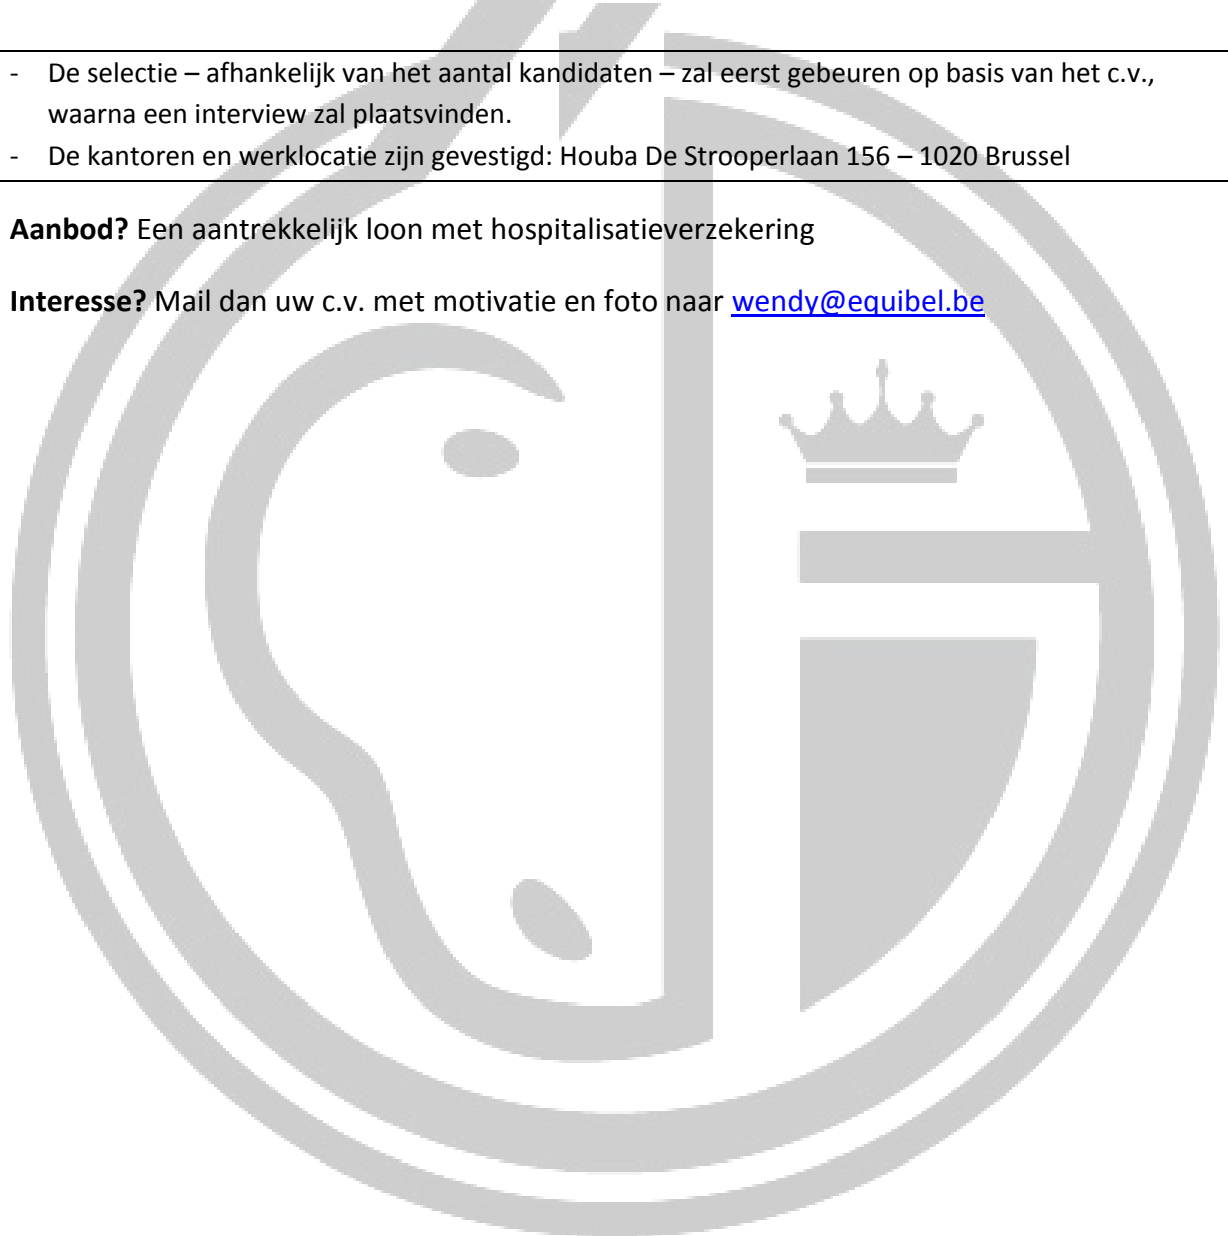 - De selectie – afhankelijk van het aantal kandidaten – zal eerst gebeuren op basis van het c.v.,
waarna een interview zal plaatsvinden.
- De kantoren en werklocatie zijn gevestigd: Houba De Strooperlaan 156 – 1020 Brussel
Aanbod? Een aantrekkelijk loon met hospitalisatieverzekering
Interesse? Mail dan uw c.v. met motivatie en foto naar wendy@equibel.be